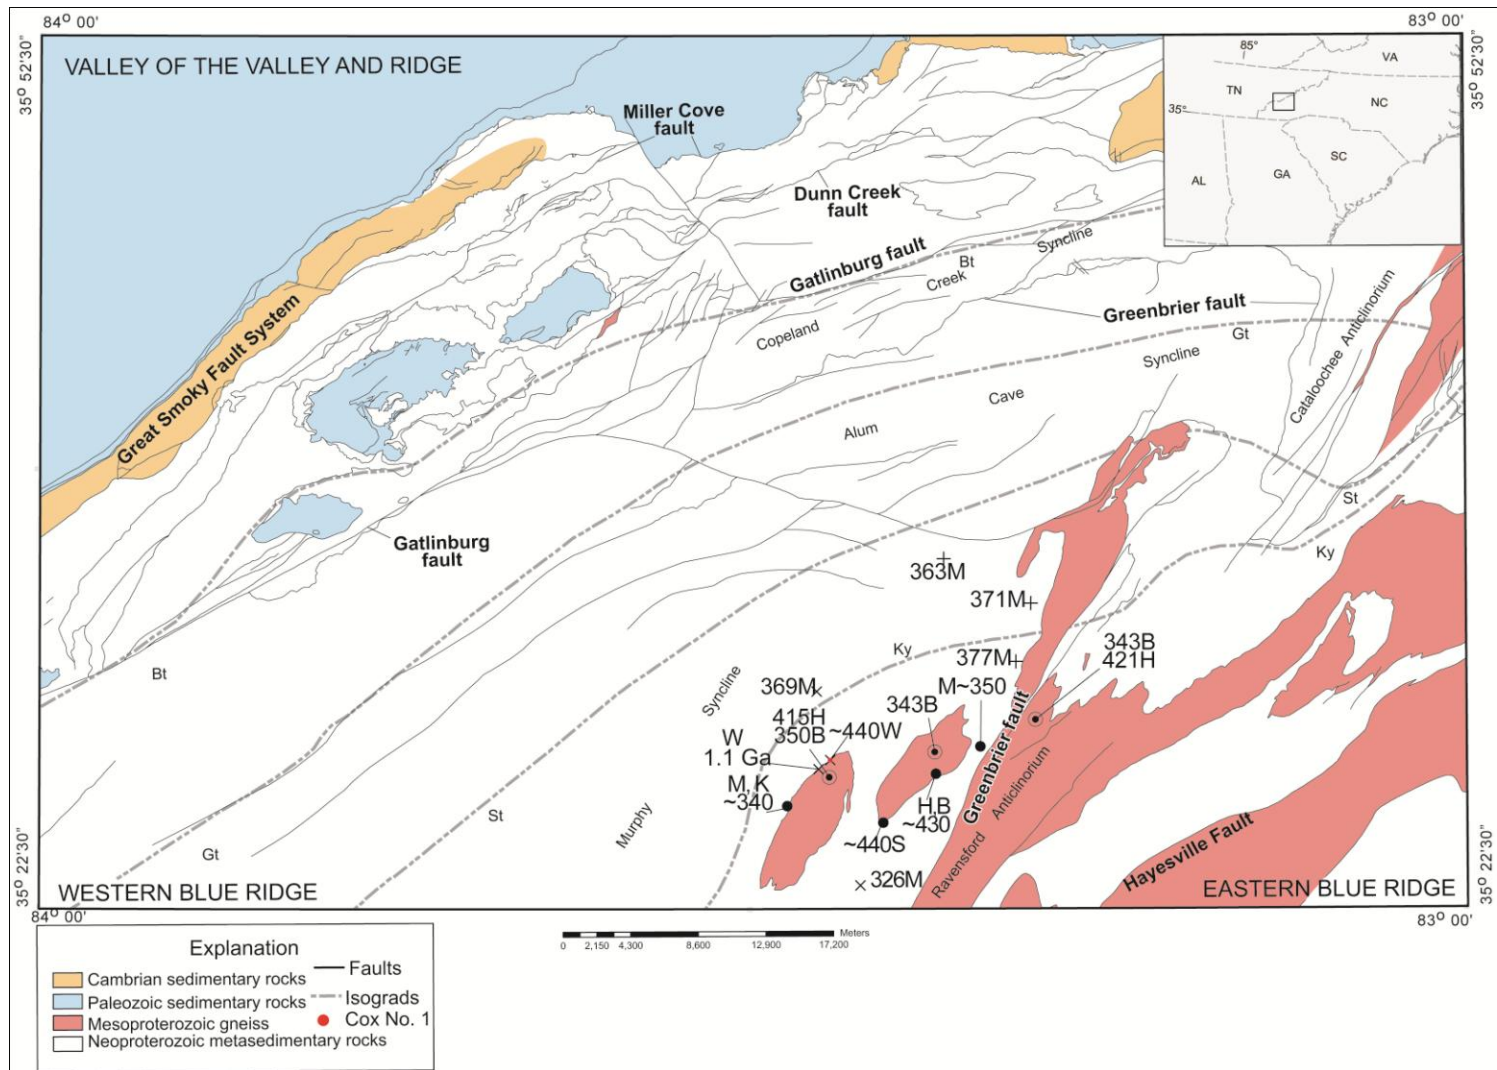 84° 00'
83° 00'
35° 52'30"
35° 52'30"
VALLEY OF THE VALLEY AND RIDGE
85°
VA
TN
NC
35°
SC
AL
GA
Miller Cove
fault
Dunn Creek
fault
Gatlinburg fault
Syncline
Bt
Creek
Copeland
Greenbrier fault
Gt
Syncline
Cave
Alum
Cataloochee Anticlinorium
Great Smoky Fault System
Gatlinburg
fault
St
Ky
363M
371M
377M
Ky
343B
421H
Bt
Syncline
369M
M~350
415H
343B
350B
~440W
W
1.1 Ga
M, K
~340
Greenbrier fault
H,B
~430
~440S
Ravensford
Anticlinorium
St
Murphy
Gt
326M
Hayesville Fault
WESTERN BLUE RIDGE
EASTERN BLUE RIDGE
35° 22'30"
35° 22'30"
84° 00'
83° 00'
Explanation
Cambrian sedimentary rocks
Paleozoic sedimentary rocks
Mesoproterozoic gneiss
Neoproterozoic metasedimentary rocks
Faults
Isograds
Cox No. 1
Meters
0 2,150 4,300 8,600 12,900 17,200